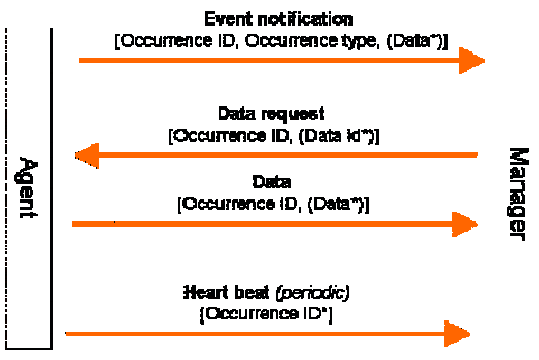 Event notification
[Occurrence ID, Occurrence type, (Data*)]
Data request
[Occurrence ID, (Data id*)]
Agent
Manager
Data
[Occurrence ID, (Data*)]
Heart beat (periodic)
[Occurrence ID*]